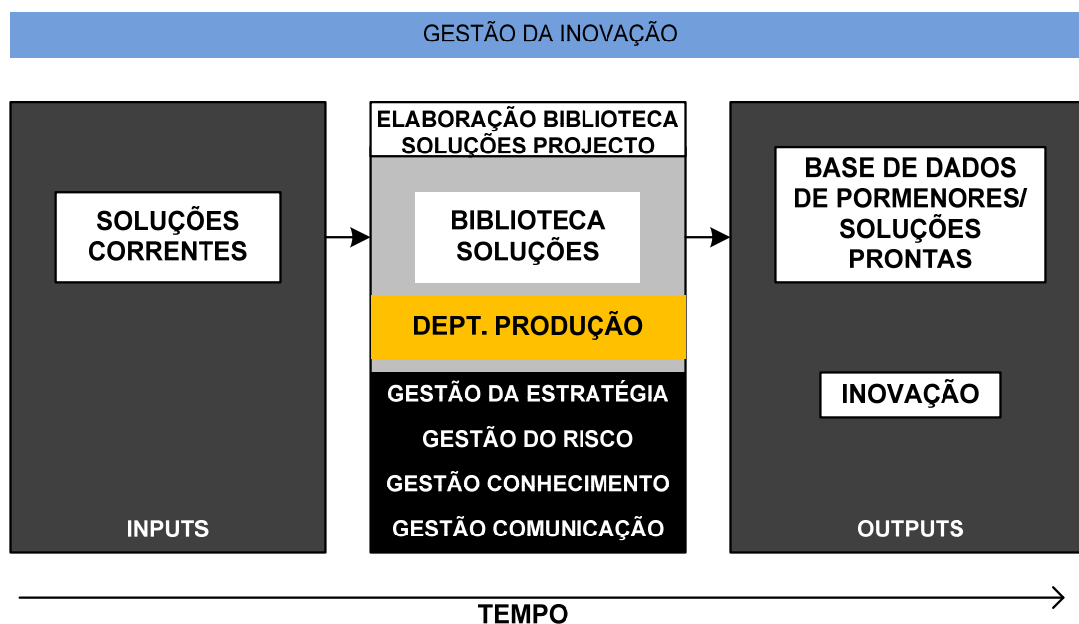 GESTÃO DA INOVAÇÃO
SOLUÇÕES
CORRENTES
INPUTS
ELABORAÇÃO BIBLIOTECA
SOLUÇÕES PROJECTO
BIBLIOTECA
SOLUÇÕES
DEPT. PRODUÇÃO
GESTÃO DA ESTRATÉGIA
GESTÃO DO RISCO
GESTÃO CONHECIMENTO
GESTÃO COMUNICAÇÃO
BASE DE DADOS
DE PORMENORES/
SOLUÇÕES
PRONTAS
INOVAÇÃO
OUTPUTS
TEMPO